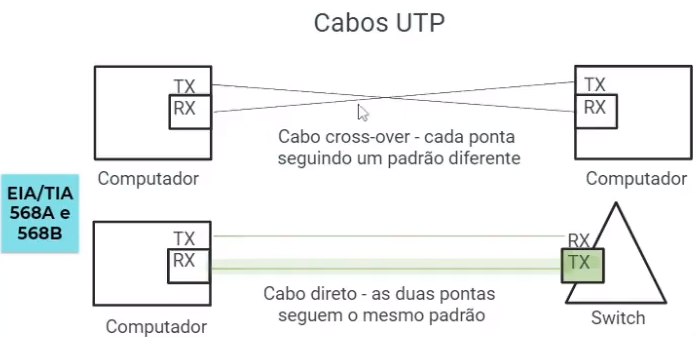 Cabos UTP
TX
RX
Computador
TX
RX
Computador
Cabo cross-over - cada ponta
seguindo um padrão diferente
EIA/TIA
568A e
568B
TX
RX
Computador
RX
TX
Switch
Cabo direto - as duas pontas
seguem o mesmo padrão